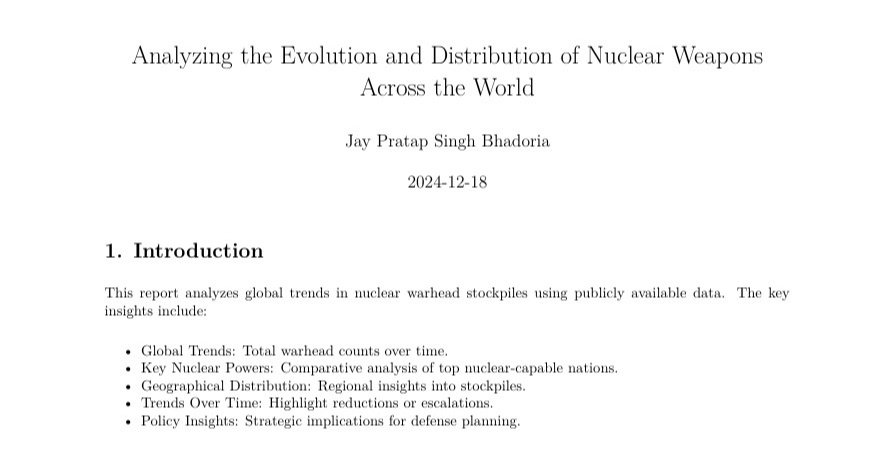 Analyzing the Evolution and Distribution of Nuclear Weapons
Across the World
Jay Pratap Singh Bhadoria
2024-12-18
1. Introduction
This report analyzes global trends in nuclear warhead stockpiles using publicly available data. The key
insights include:
• Global Trends: Total warhead counts over time.
• Key Nuclear Powers: Comparative analysis of top nuclear-capable nations.
• Geographical Distribution: Regional insights into stockpiles.
• Trends Over Time: Highlight reductions or escalations.
• Policy Insights: Strategic implications for defense planning.